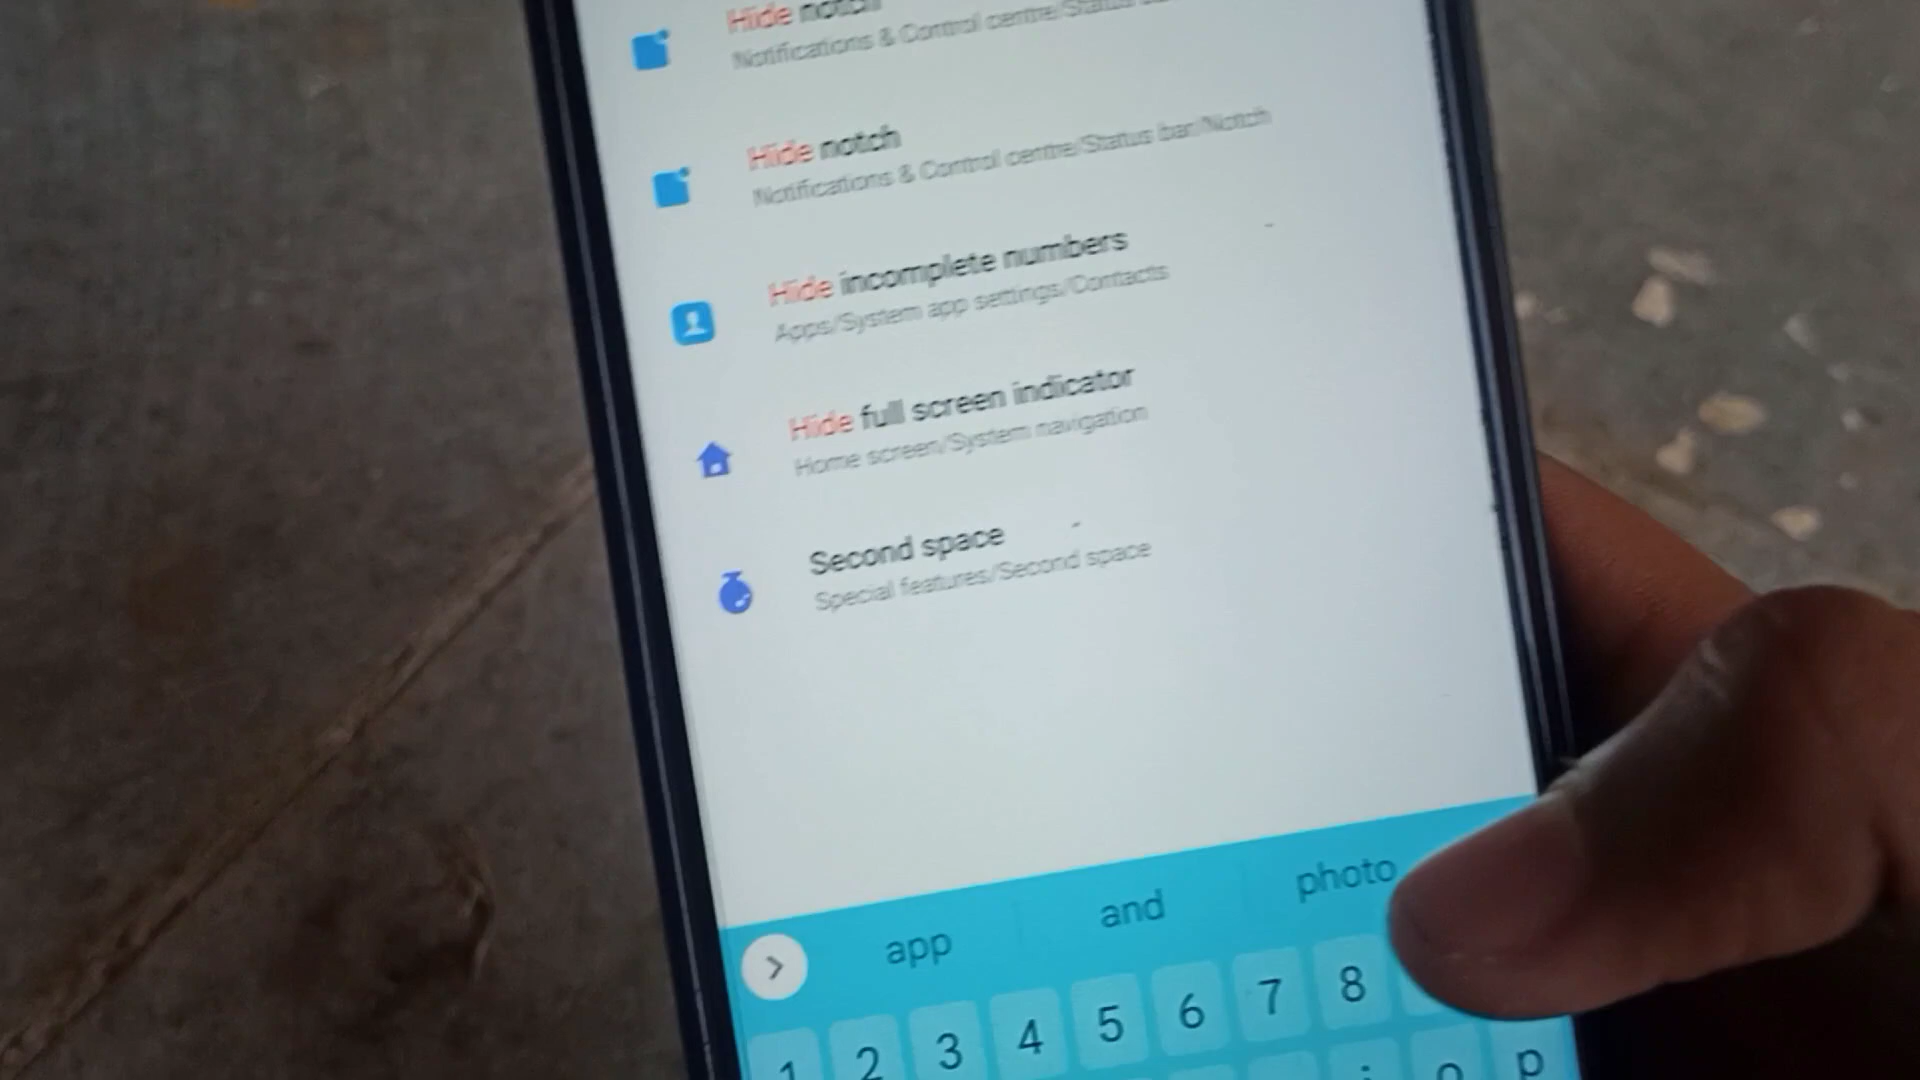 Hide notch
Notifications & Control centre/Status
Hide notch
Notifications & Control centre/Status bar/Notch
Hide incomplete numbers
Apps/System app settings/Contacts
Hide full screen indicator
Home screen/System navigation
Second space
Special features/Second space
app and photo
1 2 3 4 5 6 7 8
o p